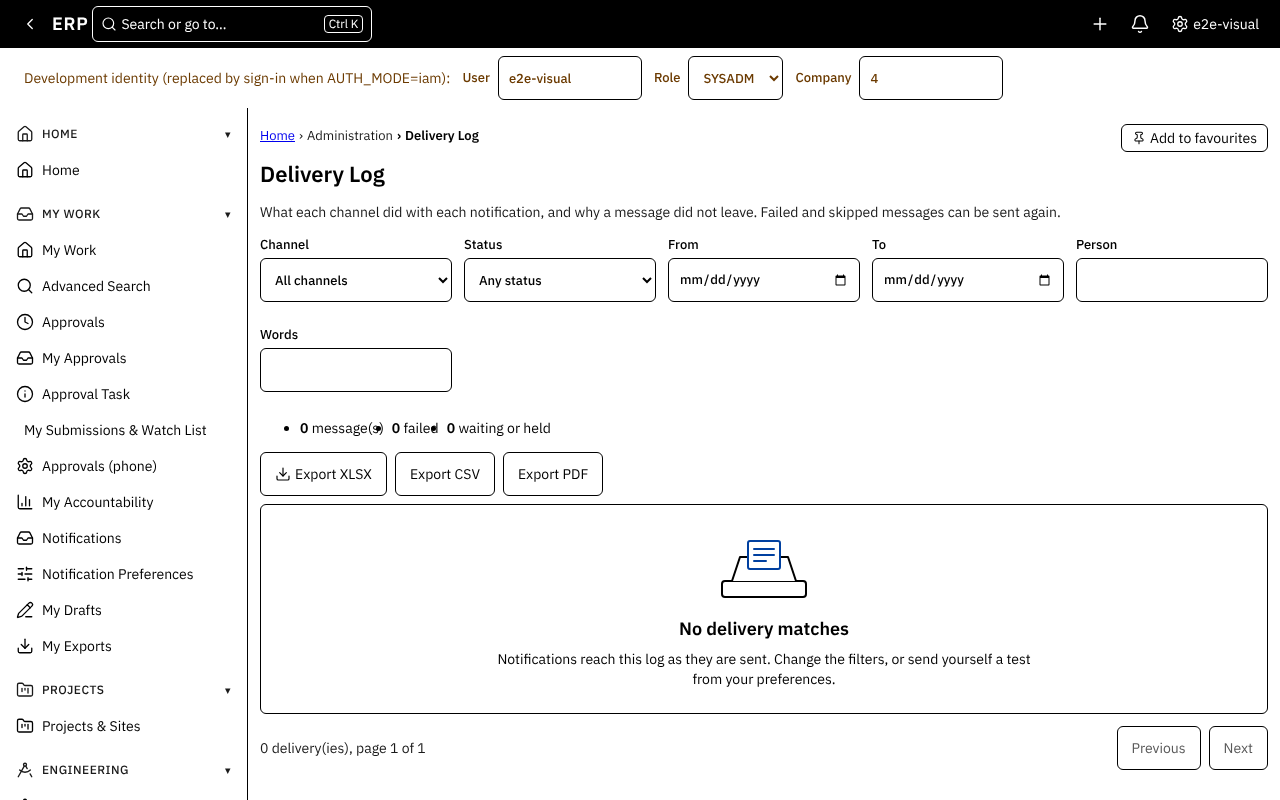 ERP
Search or go to...
Ctrl K
e2e-visual
Development identity (replaced by sign-in when AUTH_MODE=iam):
User
e2e-visual
Role
SYSADM
Company
4
HOME
Home
MY WORK
My Work
Advanced Search
Approvals
My Approvals
Approval Task
My Submissions & Watch List
Approvals (phone)
My Accountability
Notifications
Notification Preferences
My Drafts
My Exports
PROJECTS
Projects & Sites
ENGINEERING
Home › Administration › Delivery Log
Add to favourites
Delivery Log
What each channel did with each notification, and why a message did not leave. Failed and skipped messages can be sent again.
Channel
All channels
Status
Any status
From
mm/dd/yyyy
To
mm/dd/yyyy
Person
Words
0 message(s)
0 failed
0 waiting or held
Export XLSX
Export CSV
Export PDF
No delivery matches
Notifications reach this log as they are sent. Change the filters, or send yourself a test
from your preferences.
0 delivery(ies), page 1 of 1
Previous
Next